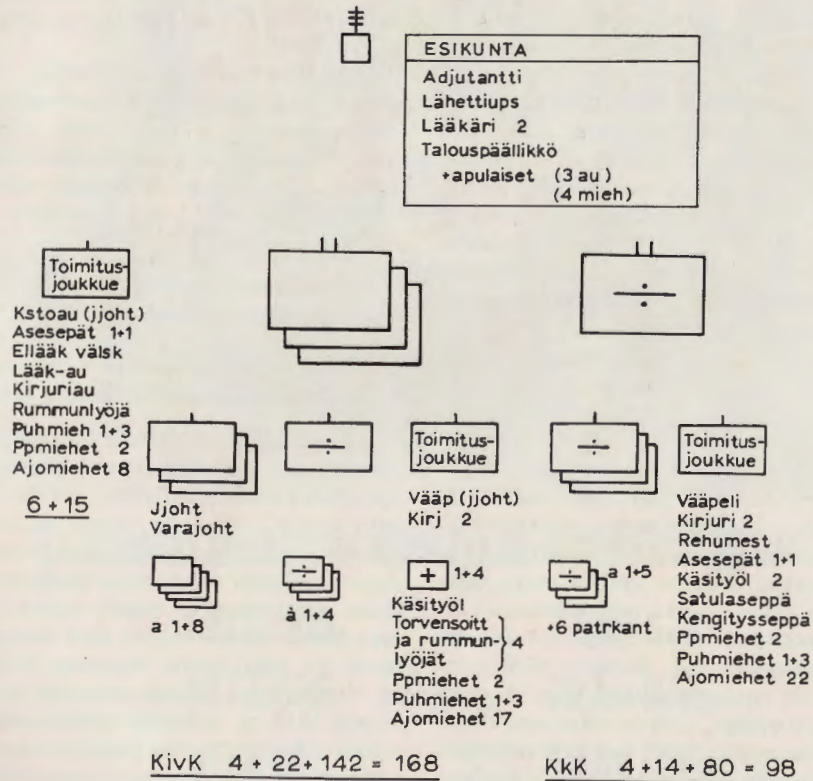 ESIKUNTA
Adjutantti
Lähettiups
Lääkäri 2
Talouspäällikkö
+apulaiset (3 au)
(4 mieh)
Toimitus-
joukkue
Kstoau (jjoht)
Asesepät 1+1
Ellääk välsk
Lääk-au
Kirjuriau
Rummunlyöjä
Puhmieh 1+3
Ppmiehet 2
Ajomiehet 8
6 + 15
Jjoht
Varajoht
a 1+8
à 1+4
Toimitus-
joukkue
Vääp (jjoht)
Kirj 2
+ 1+4
Käsityöl
Torvensoitt
ja rummun-
lyöjät
4
Ppmiehet 2
Puhmiehet 1+3
Ajomiehet 17
KivK 4 + 22 + 142 = 168
a 1+5
+6 patrkant
Toimitus-
joukkue
Vääpeli
Kirjuri 2
Rehumest
Asesepät 1+1
Käsityöl 2
Satulaseppä
Kengitysseppä
Ppmiehet 2
Puhmiehet 1+3
Ajomiehet 22
KkK 4 + 14 + 80 = 98